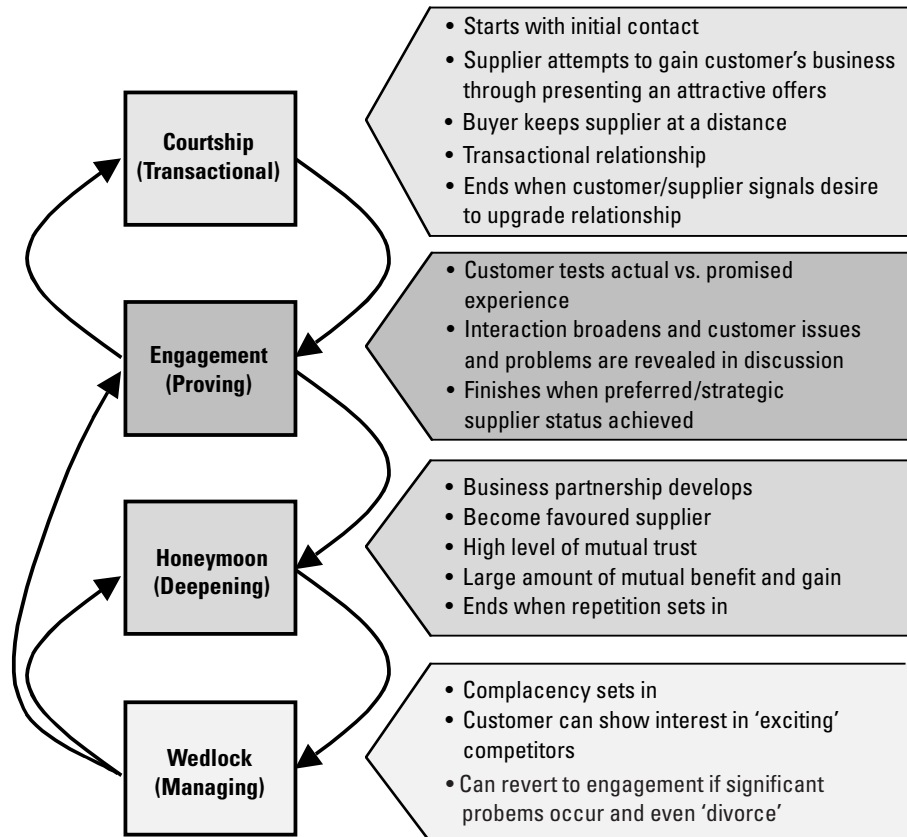 Courtship
(Transactional)
• Starts with initial contact
• Supplier attempts to gain customer’s business
through presenting an attractive offers
• Buyer keeps supplier at a distance
• Transactional relationship
• Ends when customer/supplier signals desire
to upgrade relationship
Engagement
(Proving)
• Customer tests actual vs. promised
experience
• Interaction broadens and customer issues
and problems are revealed in discussion
• Finishes when preferred/strategic
supplier status achieved
Honeymoon
(Deepening)
• Business partnership develops
• Become favoured supplier
• High level of mutual trust
• Large amount of mutual benefit and gain
• Ends when repetition sets in
Wedlock
(Managing)
• Complacency sets in
• Customer can show interest in ‘exciting’
competitors
• Can revert to engagement if significant
probems occur and even ‘divorce’